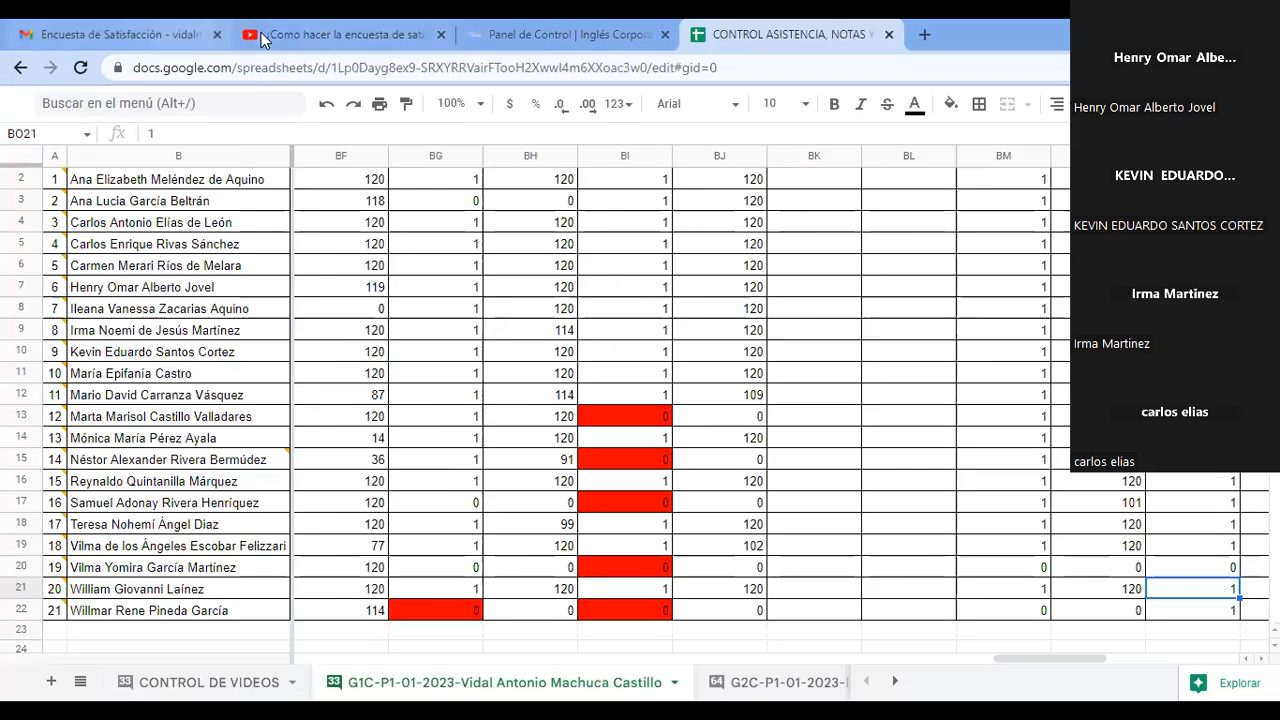 Encuesta de Satisfacción - vidal
¿Como hacer la encuesta de sati
Panel de Control | Inglés Corpora
CONTROL ASISTENCIA, NOTAS
docs.google.com/spreadsheets/d/1Lp0Dayg8ex9-SRXYRRVairFTooH2XwwI4m6XXoac3w0/edit#gid=0
Buscar en el menú (Alt+/)
100%
$ % .0 .00 123
Arial
10
B I S A
BO21
fx 1
A B BF BG BH BI BJ BK BL BM
2 1 Ana Elizabeth Meléndez de Aquino 120 1 120 1 120 1
3 2 Ana Lucia García Beltrán 118 0 0 1 120 1
4 3 Carlos Antonio Elías de León 120 1 120 1 120 1
5 4 Carlos Enrique Rivas Sánchez 120 1 120 1 120 1
6 5 Carmen Merari Ríos de Melara 120 1 120 1 120 1
7 6 Henry Omar Alberto Jovel 119 1 120 1 120 1
8 7 Ileana Vanessa Zacarias Aquino 0 1 120 1 120 1
9 8 Irma Noemi de Jesús Martínez 120 1 114 1 120 1
10 9 Kevin Eduardo Santos Cortez 120 1 120 1 120 1
11 10 María Epifanía Castro 120 1 120 1 120 1
12 11 Mario David Carranza Vásquez 87 1 114 1 109 1
13 12 Marta Marisol Castillo Valladares 120 1 120 0 0 1
14 13 Mónica María Pérez Ayala 14 1 120 1 120 1
15 14 Néstor Alexander Rivera Bermúdez 36 1 91 0 0 1
16 15 Reynaldo Quintanilla Márquez 120 1 120 1 120 1 120 1
17 16 Samuel Adonay Rivera Henríquez 120 0 0 0 0 1 101 1
18 17 Teresa Nohemí Ángel Diaz 120 1 99 1 120 1 120 1
19 18 Vilma de los Ángeles Escobar Felizzari 77 1 120 1 102 1 120 1
20 19 Vilma Yomira García Martínez 120 0 0 0 0 0 0 0
21 20 William Giovanni Laínez 120 1 120 1 120 1 120 1
22 21 Willmar Rene Pineda García 114 0 0 0 0 0 0 1
23
24
33 CONTROL DE VIDEOS
33 G1C-P1-01-2023-Vidal Antonio Machuca Castillo
64 G2C-P1-01-2023-
Explorar
Henry Omar Albe...
Henry Omar Alberto Jovel
KEVIN EDUARDO...
KEVIN EDUARDO SANTOS CORTEZ
Irma Martinez
Irma Martinez
carlos elias
carlos elias